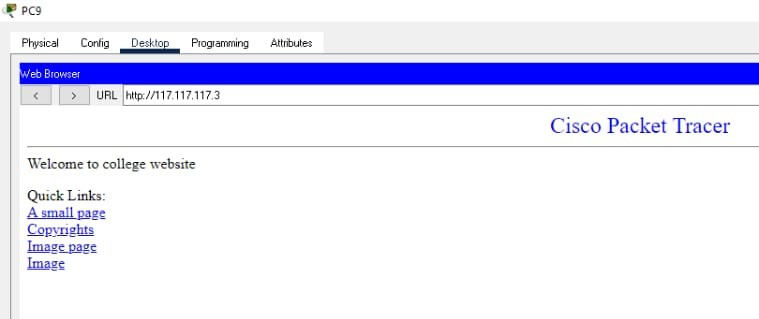 PC9
Physical Config Desktop Programming Attributes
Web Browser
< > URL http://117.117.117.3
Cisco Packet Tracer
Welcome to college website
Quick Links:
A small page
Copyrights
Image page
Image